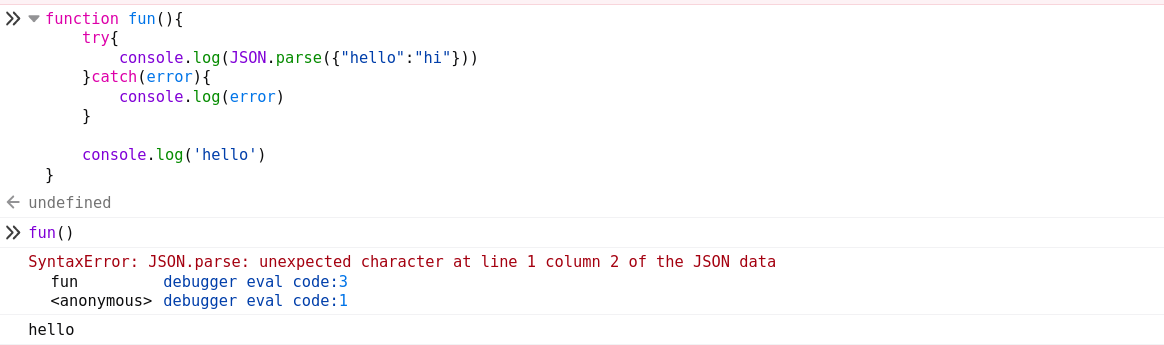 function fun(){
try{
console.log(JSON.parse({"hello":"hi"}))
}catch(error){
console.log(error)
}
console.log('hello')
}
undefined
fun()
SyntaxError: JSON.parse: unexpected character at line 1 column 2 of the JSON data
fun debugger eval code:3
<anonymous> debugger eval code:1
hello